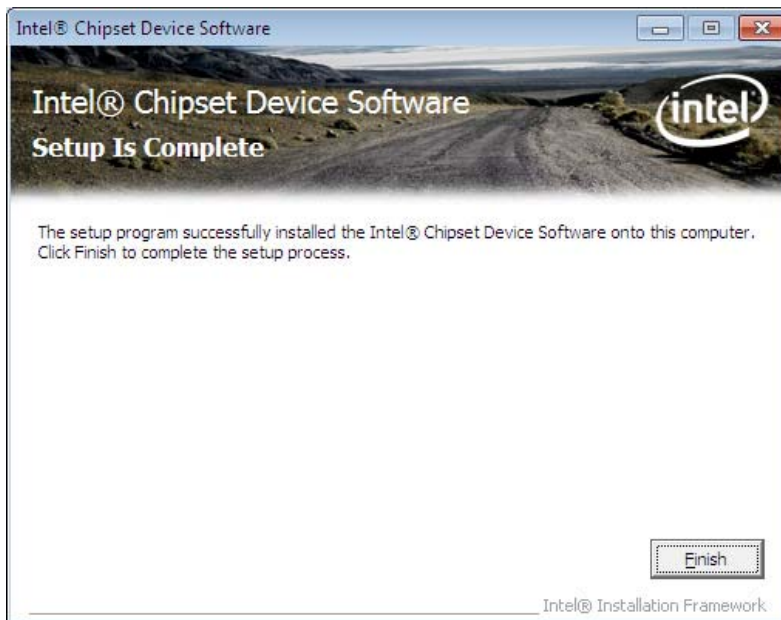 Intel® Chipset Device Software
Intel® Chipset Device Software
intel
Setup Is Complete
The setup program successfully installed the Intel® Chipset Device Software onto this computer.
Click Finish to complete the setup process.
Finish
Intel® Installation Framework